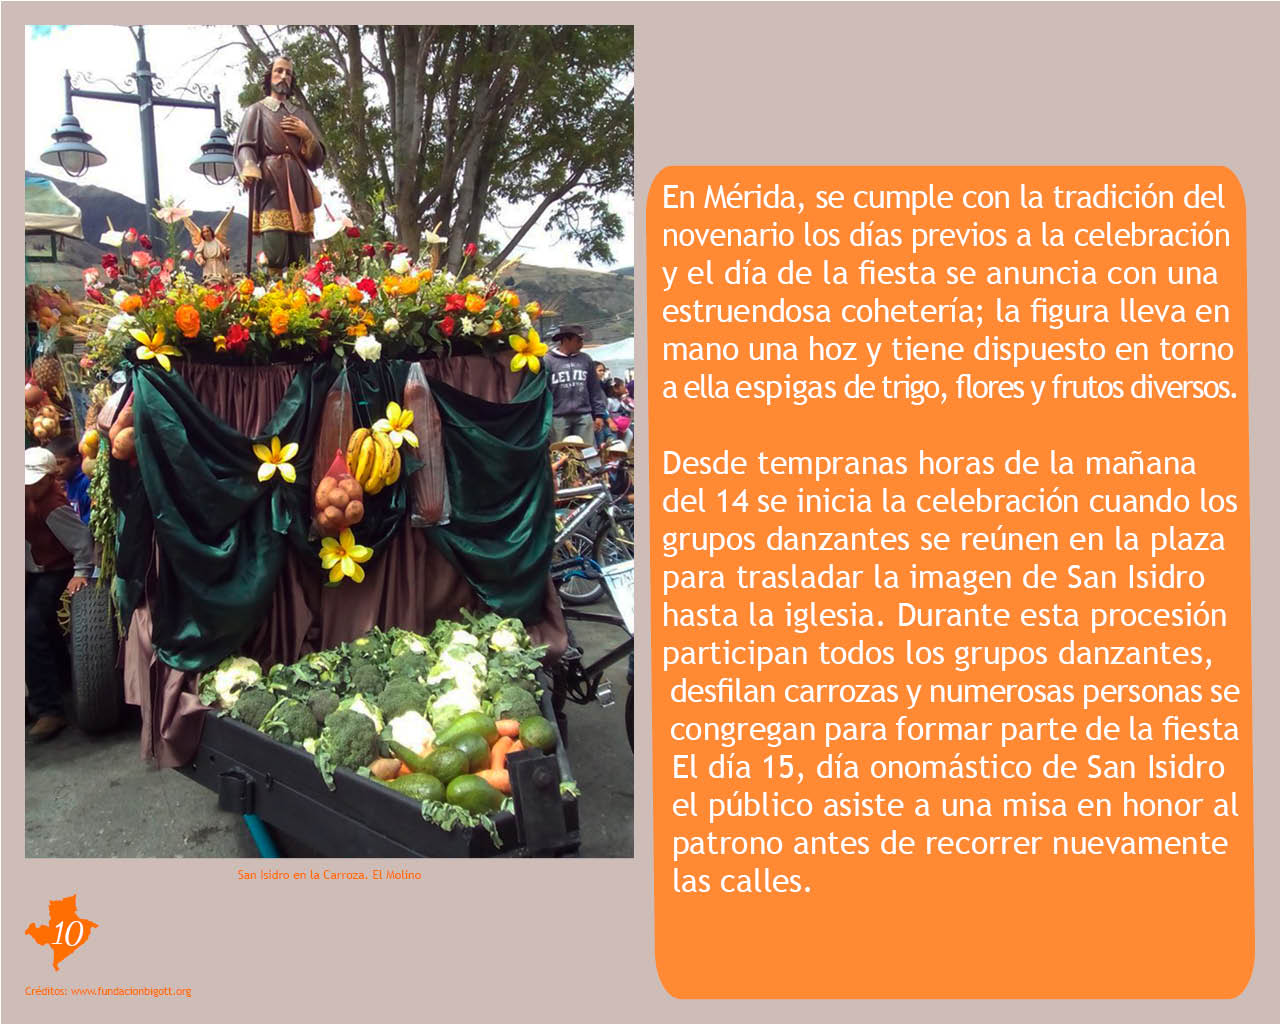 En Mérida, se cumple con la tradición del
novenario los días previos a la celebración
y el día de la fiesta se anuncia con una
estruendosa cohetería; la figura lleva en
mano una hoz y tiene dispuesto en torno
a ella espigas de trigo, flores y frutos diversos.
Desde tempranas horas de la mañana
del 14 se inicia la celebración cuando los
grupos danzantes se reúnen en la plaza
para trasladar la imagen de San Isidro
hasta la iglesia. Durante esta procesión
participan todos los grupos danzantes,
desfilan carrozas y numerosas personas se
congregan para formar parte de la fiesta
El día 15, día onomástico de San Isidro
el público asiste a una misa en honor al
patrono antes de recorrer nuevamente
las calles.
San Isidro en la Carroza. El Molino
10
Créditos: www.fundacionbigott.org